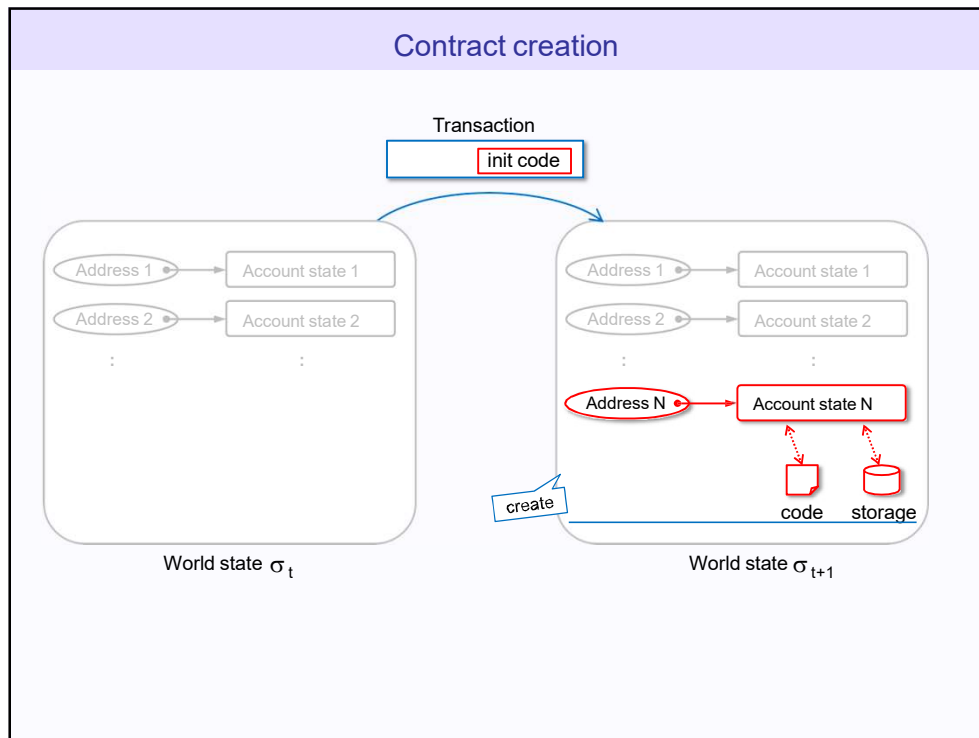 Contract creation
Transaction
init code
Address 1
Account state 1
Address 2
Account state 2
:
:
World state σ t
Address 1
Account state 1
Address 2
Account state 2
:
:
Address N
Account state N
code
storage
create
World state σ t+1